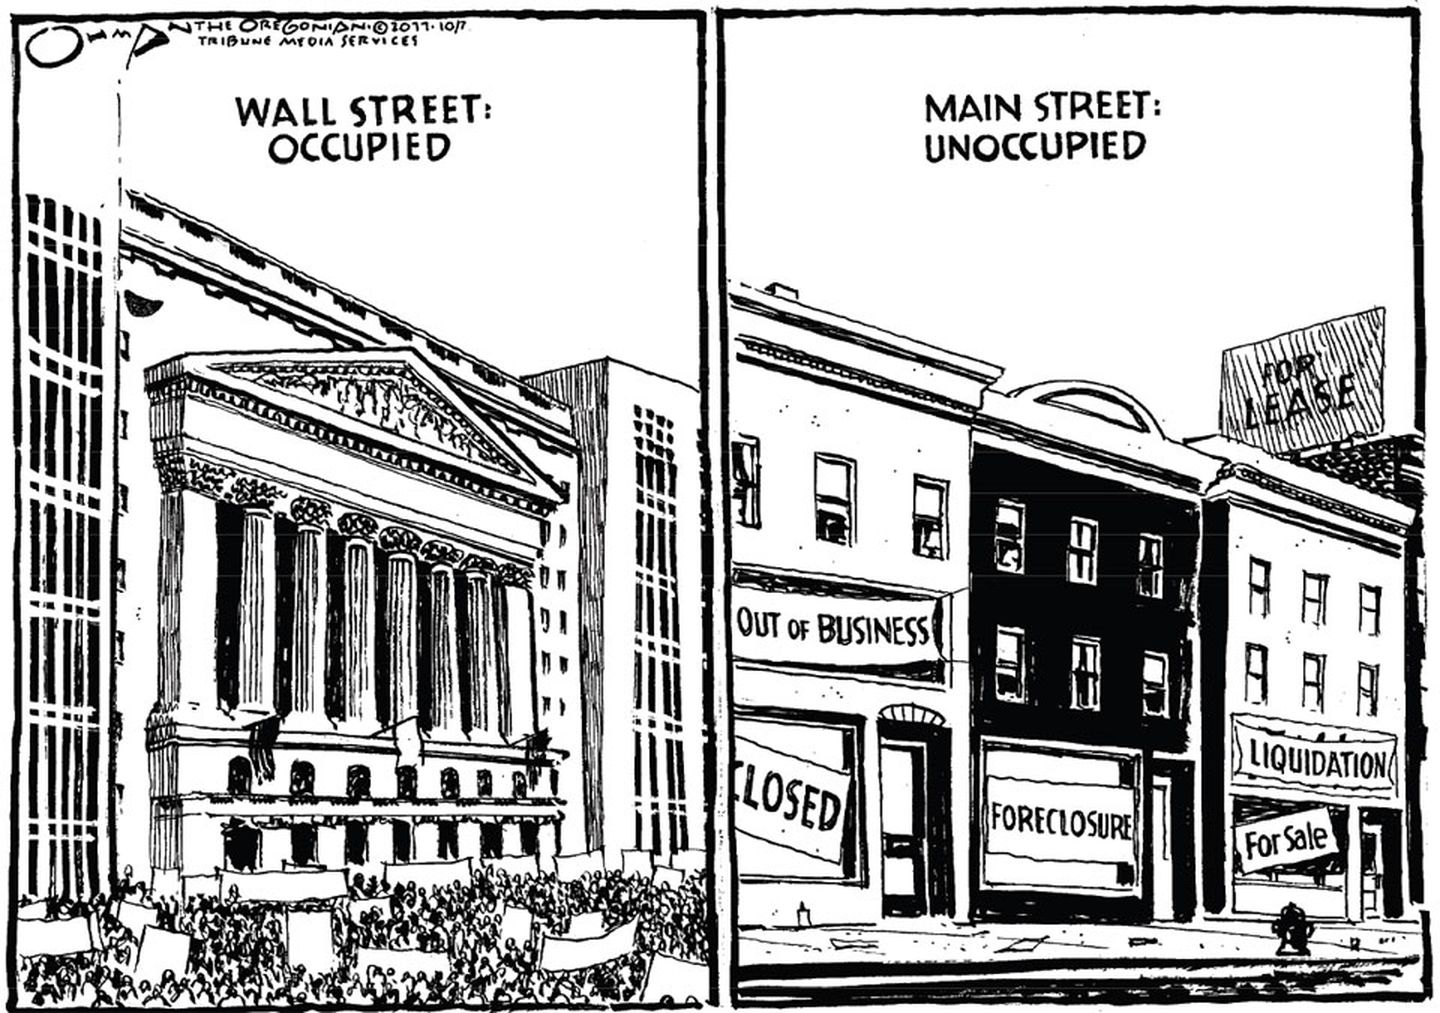 OHMAN THE OREGONIAN·©2011·10/7
TRIBUNE MEDIA SERVICES
WALL STREET:
OCCUPIED
MAIN STREET:
UNOCCUPIED
FOR
LEASE
OUT OF BUSINESS
CLOSED
FORECLOSURE
LIQUIDATION
For Sale